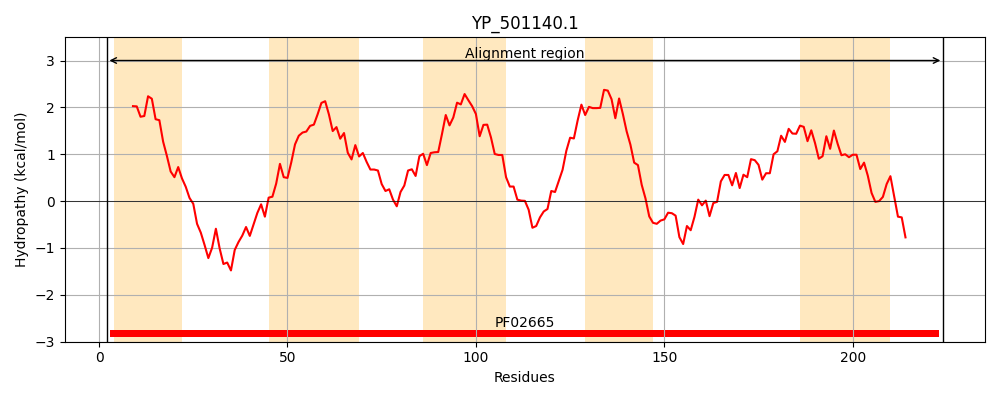 YP_501140.1
Alignment region
Hydropathy (kcal/mol)
3
2
1
0
−1
−2
−3
PF02665
0 50 100 150 200
Residues